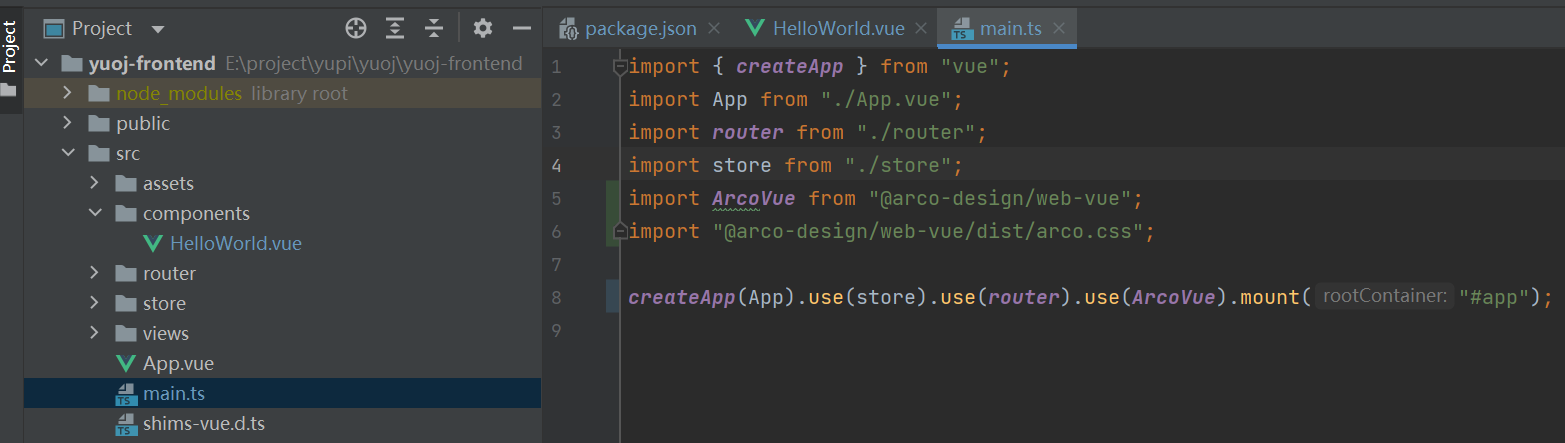 Project
Project
yuoj-frontend E:\project\yupi\yuoj\yuoj-frontend
node_modules library root
public
src
assets
components
HelloWorld.vue
router
store
views
App.vue
main.ts
shims-vue.d.ts
package.json HelloWorld.vue main.ts
1 import { createApp } from "vue";
2 import App from "./App.vue";
3 import router from "./router";
4 import store from "./store";
5 import ArcoVue from "@arco-design/web-vue";
6 import "@arco-design/web-vue/dist/arco.css";
7
8 createApp(App).use(store).use(router).use(ArcoVue).mount( rootContainer: "#app");
9